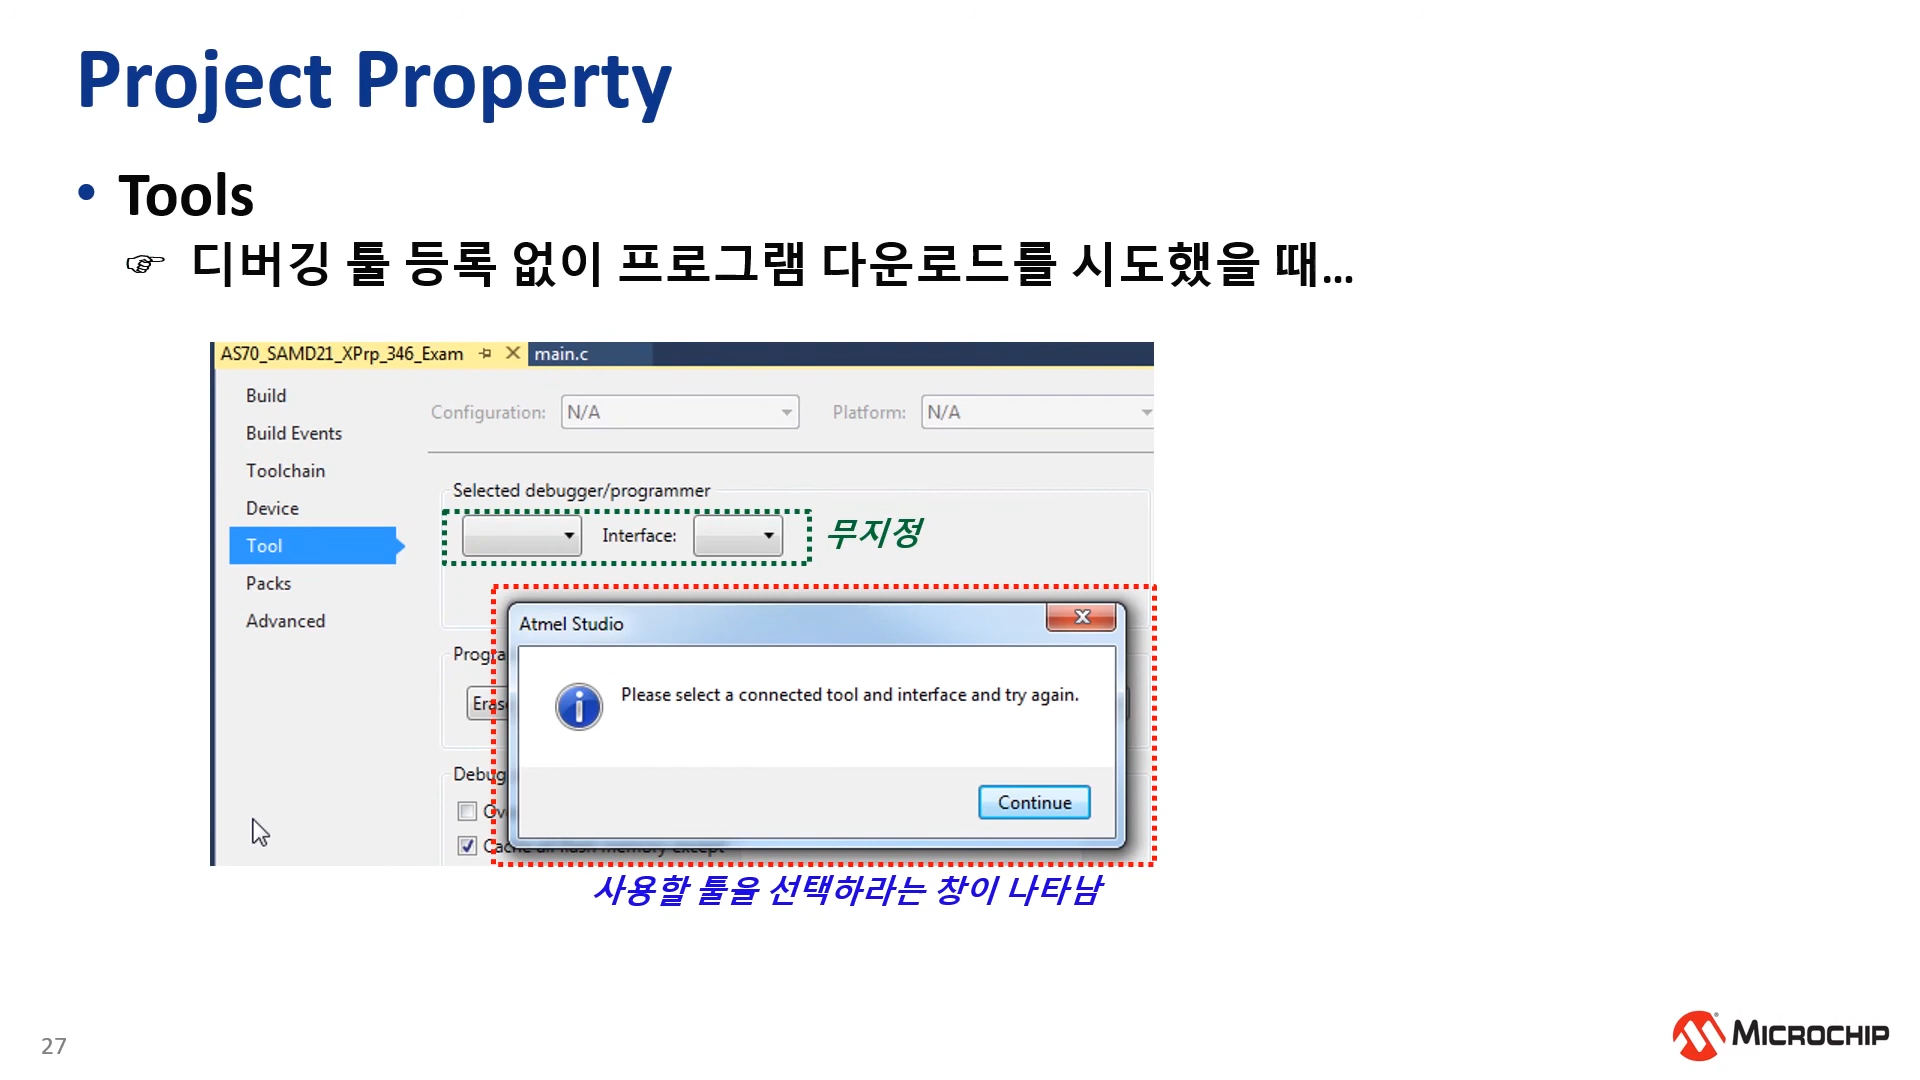 Project Property
• Tools
☞ 디버깅 툴 등록 없이 프로그램 다운로드를 시도했을 때...
AS70_SAMD21_XPrp_346_Exam
main.c
Build
Build Events
Toolchain
Device
Tool
Packs
Advanced
Configuration: N/A
Platform: N/A
Selected debugger/programmer
Interface:
무지정
Atmel Studio
Please select a connected tool and interface and try again.
Continue
사용할 툴을 선택하라는 창이 나타남
27
MICROCHIP